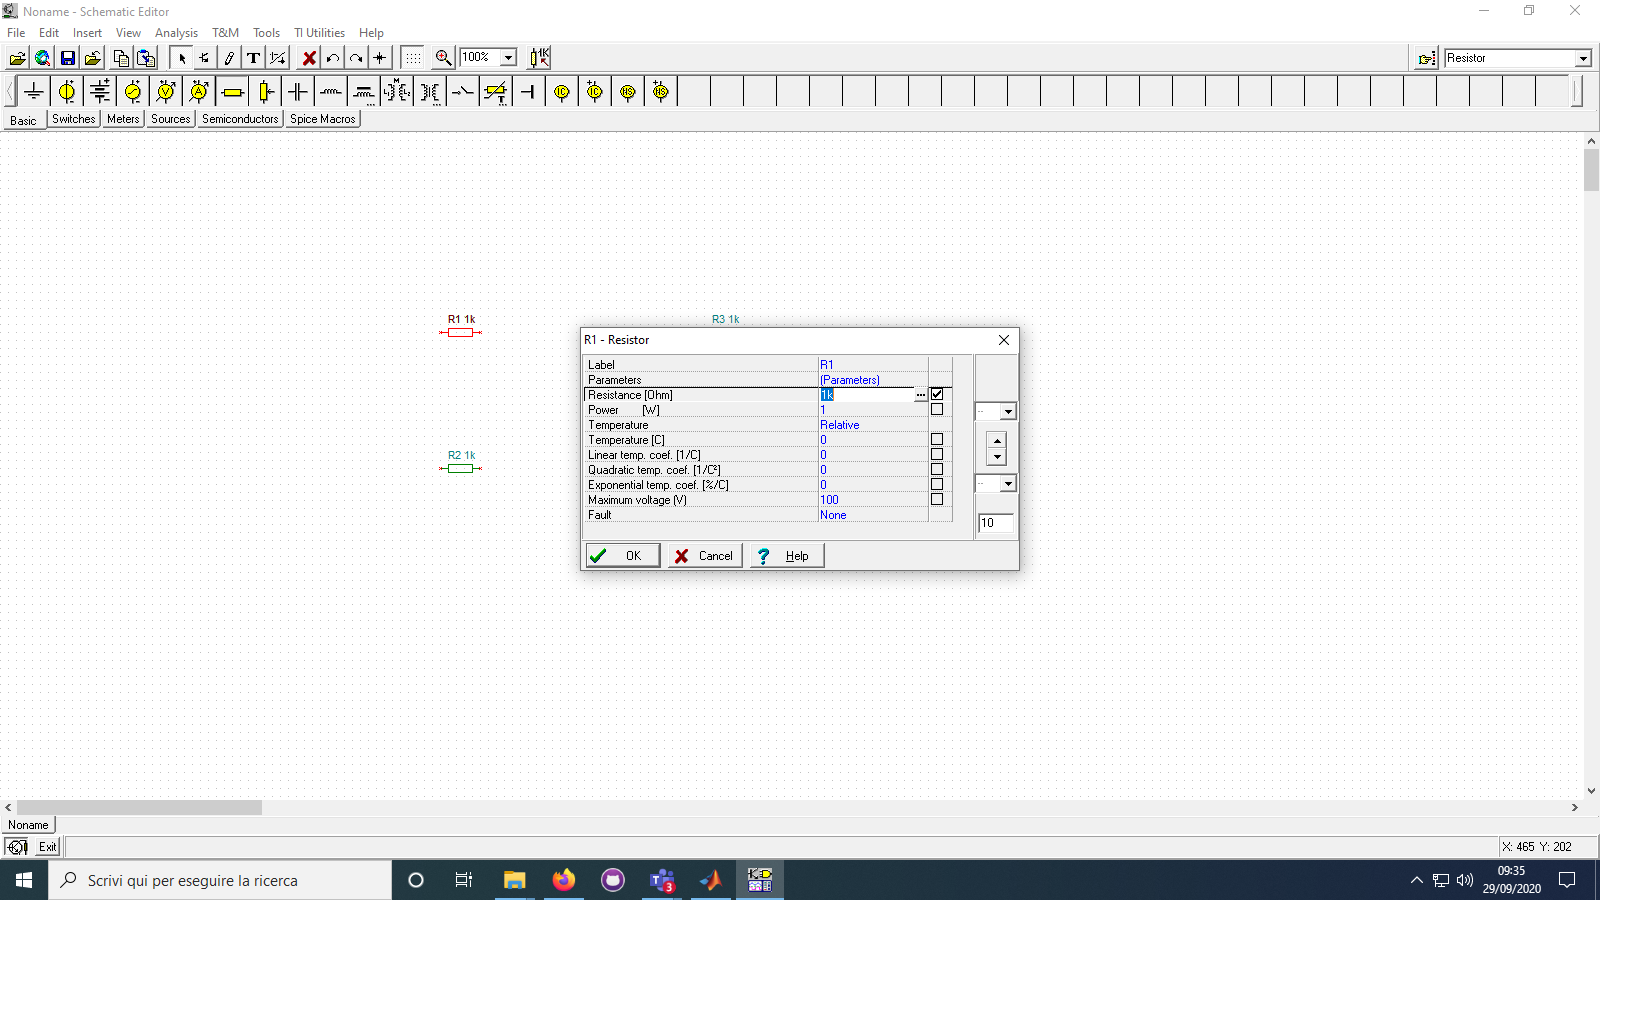 Noname - Schematic Editor
File Edit Insert View Analysis T&M Tools TI Utilities Help
100% 1K Resistor
Basic Switches Meters Sources Semiconductors Spice Macros
R1 1k
R3 1k
R2 1k
R1 - Resistor
Label R1
Parameters (Parameters)
Resistance [Ohm] 1k ...
Power [W] 1
Temperature Relative
Temperature [C] 0
Linear temp. coef. [1/C] 0
Quadratic temp. coef. [1/C²] 0
Exponential temp. coef. [%/C] 0
Maximum voltage (V) 100
Fault None
--
--
10
OK Cancel ? Help
Noname
Exit X: 465 Y: 202
Scrivi qui per eseguire la ricerca
3
09:35
29/09/2020